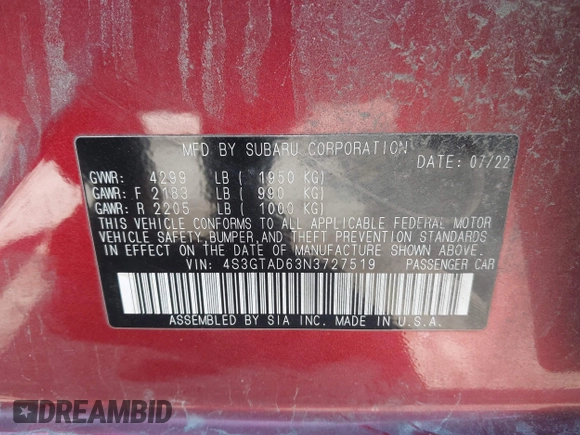 MFD BY SUBARU CORPORATION
DATE: 07/22
GVWR: 4299 LB ( 1950 KG)
GAWR: F 2183 LB ( 990 KG)
GAWR: R 2205 LB ( 1000 KG)
THIS VEHICLE CONFORMS TO ALL APPLICABLE FEDERAL MOTOR
VEHICLE SAFETY, BUMPER, AND THEFT PREVENTION STANDARDS
IN EFFECT ON THE DATE OF MANUFACTURE SHOWN ABOVE.
VIN: 4S3GTAD63N3727519 PASSENGER CAR
ASSEMBLED BY SIA INC. MADE IN U.S.A.
DREAMBID